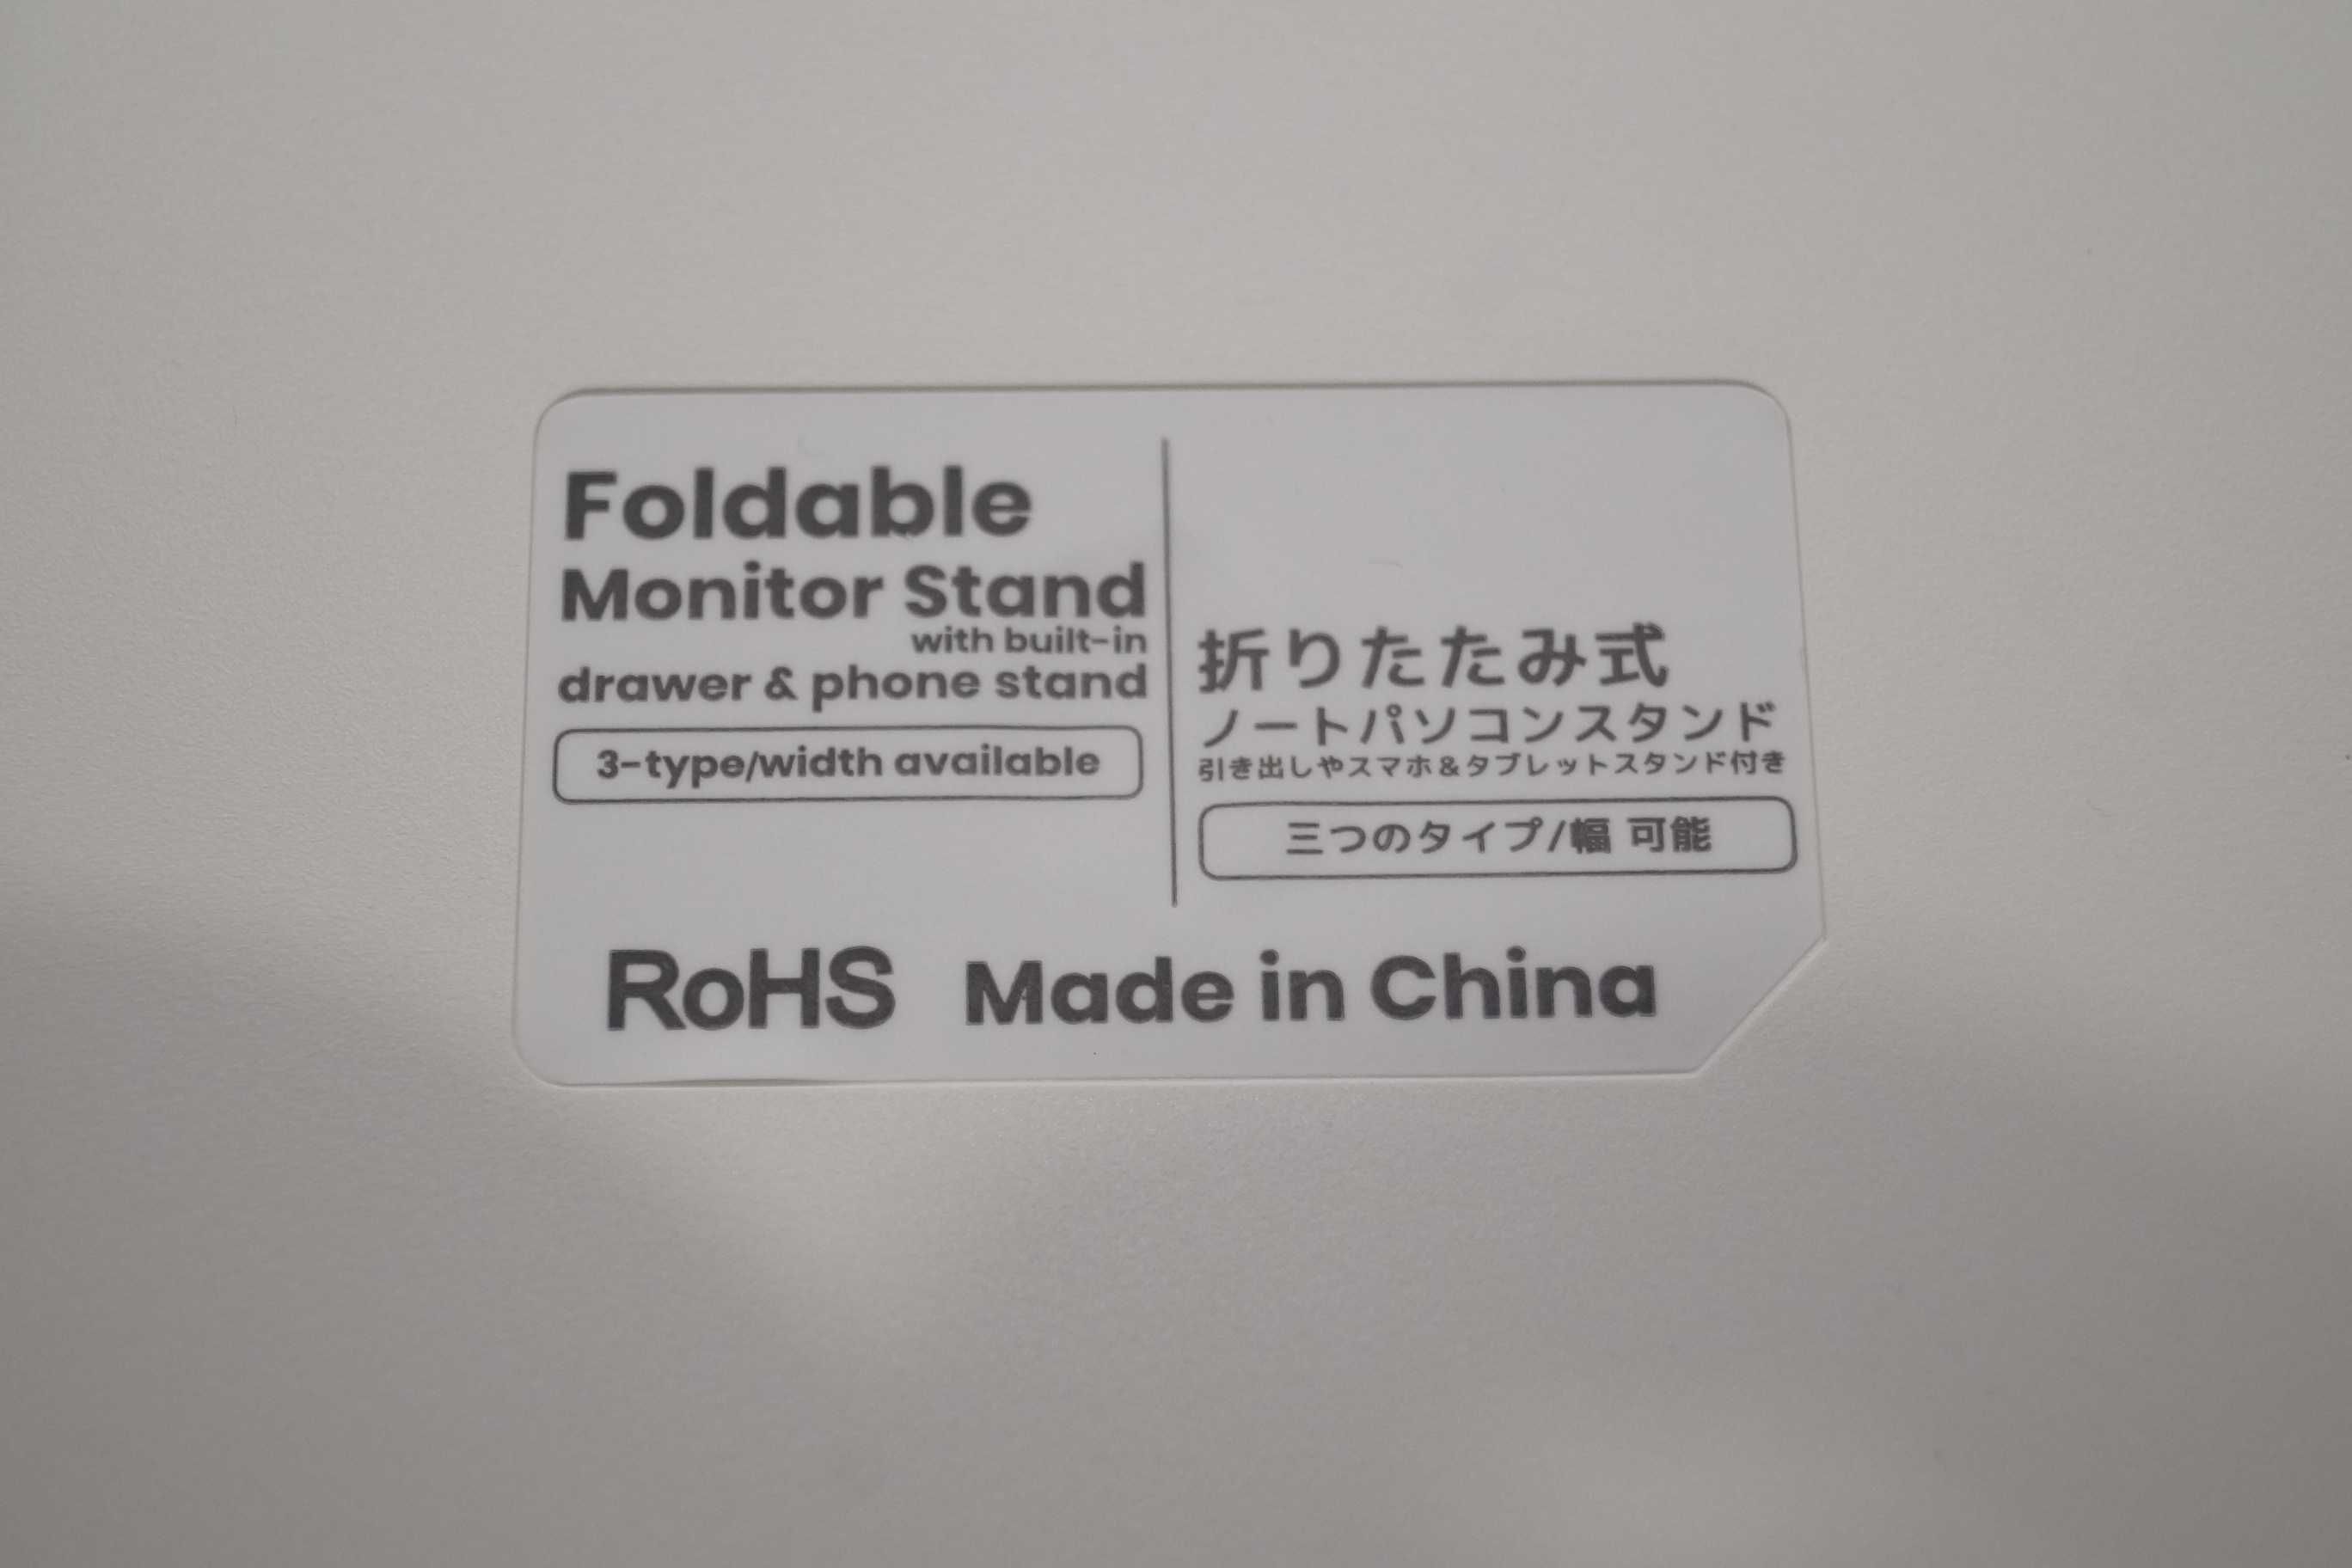 Foldable
Monitor Stand
with built-in
drawer & phone stand
3-type/width available
折りたたみ式
ノートパソコンスタンド
引き出しやスマホ&タブレットスタンド付き
三つのタイプ/幅 可能
RoHS Made in China